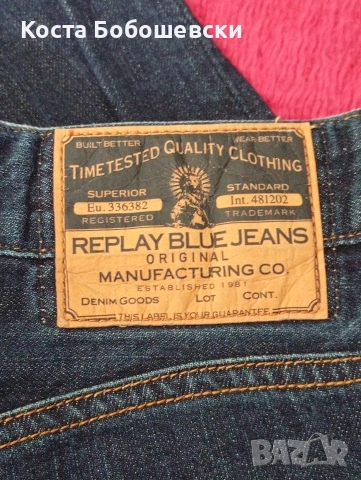 Коста Бобошевски
BUILT BETTER WEAR BETTER
TIMETESTED QUALITY CLOTHING
SUPERIOR STANDARD
Eu. 336382 Int. 481202
REGISTERED TRADEMARK
REPLAY BLUE JEANS
ORIGINAL
MANUFACTURING CO.
ESTABLISHED 1981
DENIM GOODS LOT CONT.
THIS LABEL IS YOUR GUARANTEE
BAZAR